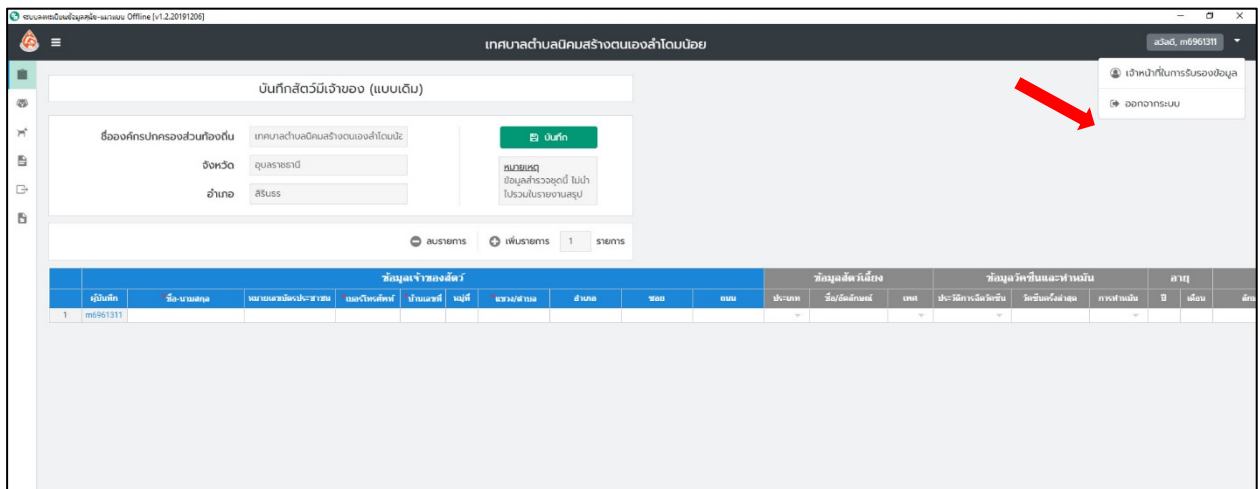 ระบบลงทะเบียนข้อมูลสุนัข-แมวแบบ Offline [v1.2.20191206]
เทศบาลตำบลนิคมสร้างตนเองลำโดมน้อย
สวัสดี, m6961311
เจ้าหน้าที่ในการรับรองข้อมูล
ออกจากระบบ
บันทึกสัตว์มีเจ้าของ (แบบเดิม)
ชื่อองค์กรปกครองส่วนท้องถิ่น เทศบาลตำบลนิคมสร้างตนเองลำโดมน้อ บันทึก
จังหวัด อุบลราชธานี
อำเภอ สิรินธร
หมายเหตุ
ข้อมูลสำรวจชุดนี้ ไม่นำ
ไปรวมในรายงานสรุป
ลบรายการ เพิ่มรายการ 1 รายการ
ข้อมูลเจ้าของสัตว์ ข้อมูลสัตว์เลี้ยง ข้อมูลวัคซีนและทำหมัน อายุ
ผู้บันทึก *ชื่อ-นามสกุล หมายเลขบัตรประชาชน *เบอร์โทรศัพท์ บ้านเลขที่ หมู่ที่ *แขวง/ตำบล อำเภอ ซอย ถนน ประเภท ชื่อ/อัตลักษณ์ เพศ ประวัติการฉีดวัคซีน วัคซีนครั้งล่าสุด การทำหมัน ปี เดือน
1 m6961311